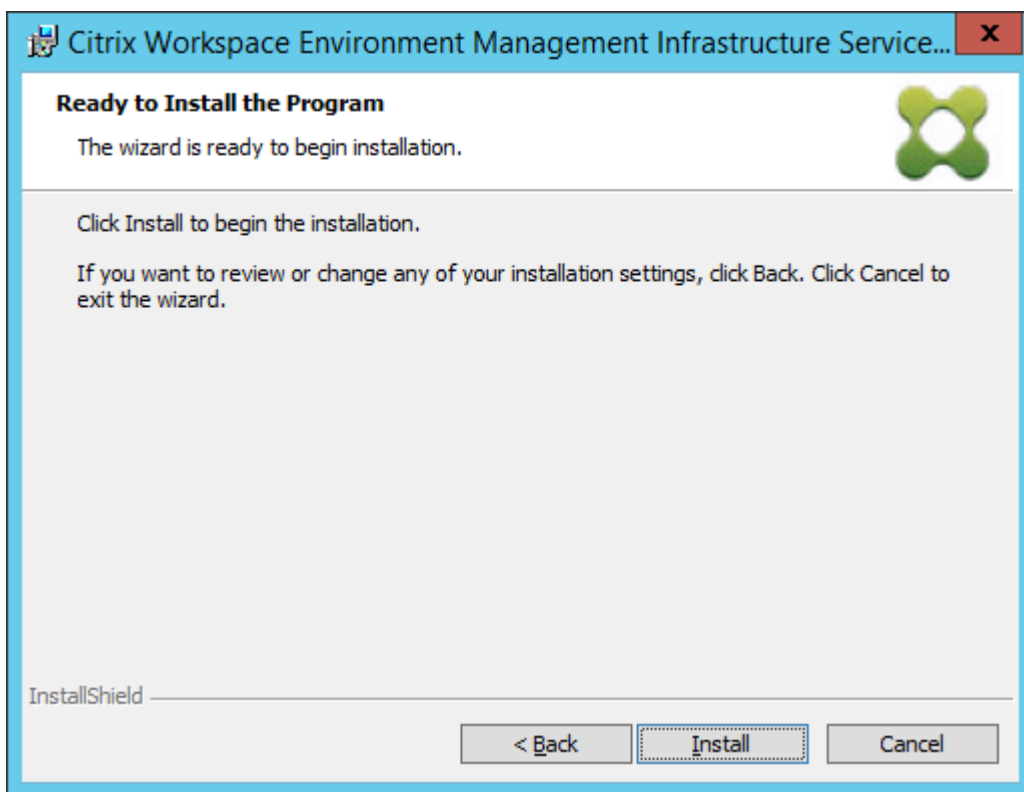 Citrix Workspace Environment Management Infrastructure Service...
x
Ready to Install the Program
The wizard is ready to begin installation.
Click Install to begin the installation.
If you want to review or change any of your installation settings, click Back. Click Cancel to
exit the wizard.
InstallShield
< Back
Install
Cancel